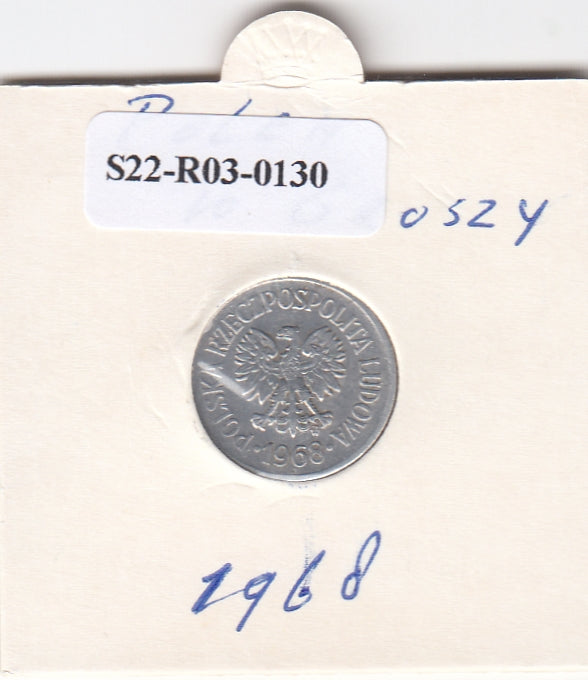 S22-R03-0130
oszy
POLSKA RZECZPOSPOLITA LUDOWA
1968
1968